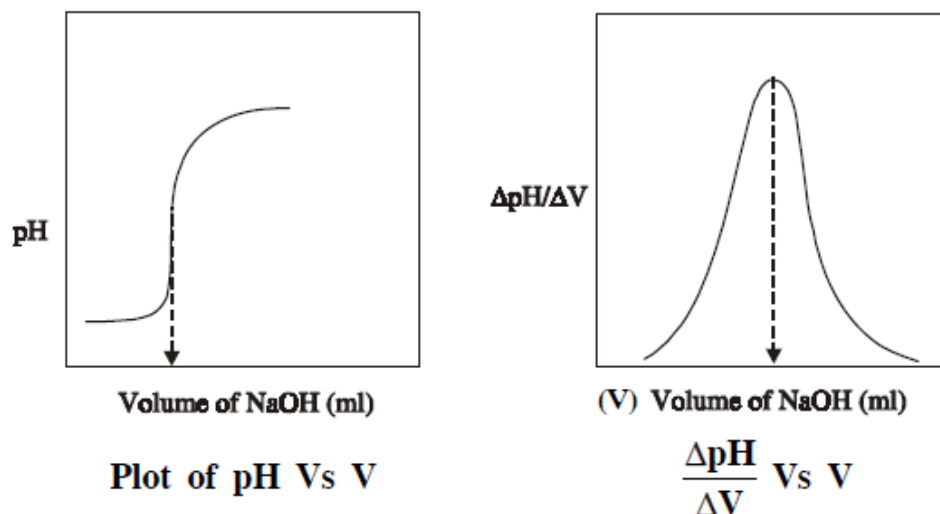 pH
Volume of NaOH (ml)
Plot of pH Vs V
ΔpH/ΔV
(V) Volume of NaOH (ml)
ΔpH
ΔV
Vs V